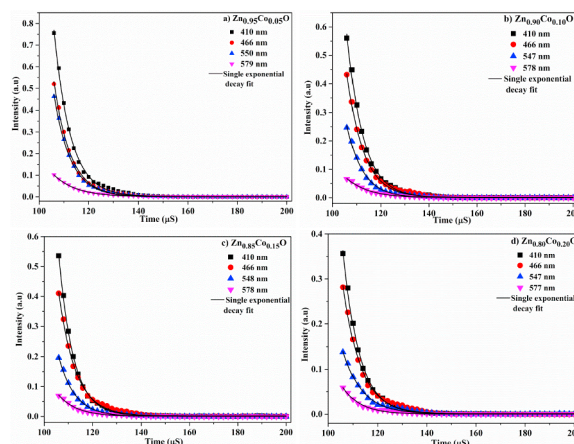 a) Zn0.95Co0.05O
410 nm
466 nm
550 nm
579 nm
Single exponential
decay fit
Intensity (a.u)
0.8
0.7
0.6
0.5
0.4
0.3
0.2
0.1
0.0
100
120
140
160
180
200
Time (µS)
b) Zn0.90Co0.10O
410 nm
466 nm
547 nm
578 nm
Single exponential
decay fit
Intensity (a.u)
0.6
0.5
0.4
0.3
0.2
0.1
0.0
100
120
140
160
180
200
Time (µS)
c) Zn0.85Co0.15O
410 nm
466 nm
548 nm
578 nm
Single exponential
decay fit
Intensity (a.u)
0.6
0.5
0.4
0.3
0.2
0.1
0.0
100
120
140
160
180
200
Time (µS)
d) Zn0.80Co0.20O
410 nm
466 nm
547 nm
577 nm
Single exponential
decay fit
Intensity (a.u)
0.4
0.3
0.2
0.1
0.0
100
120
140
160
180
200
Time (µS)